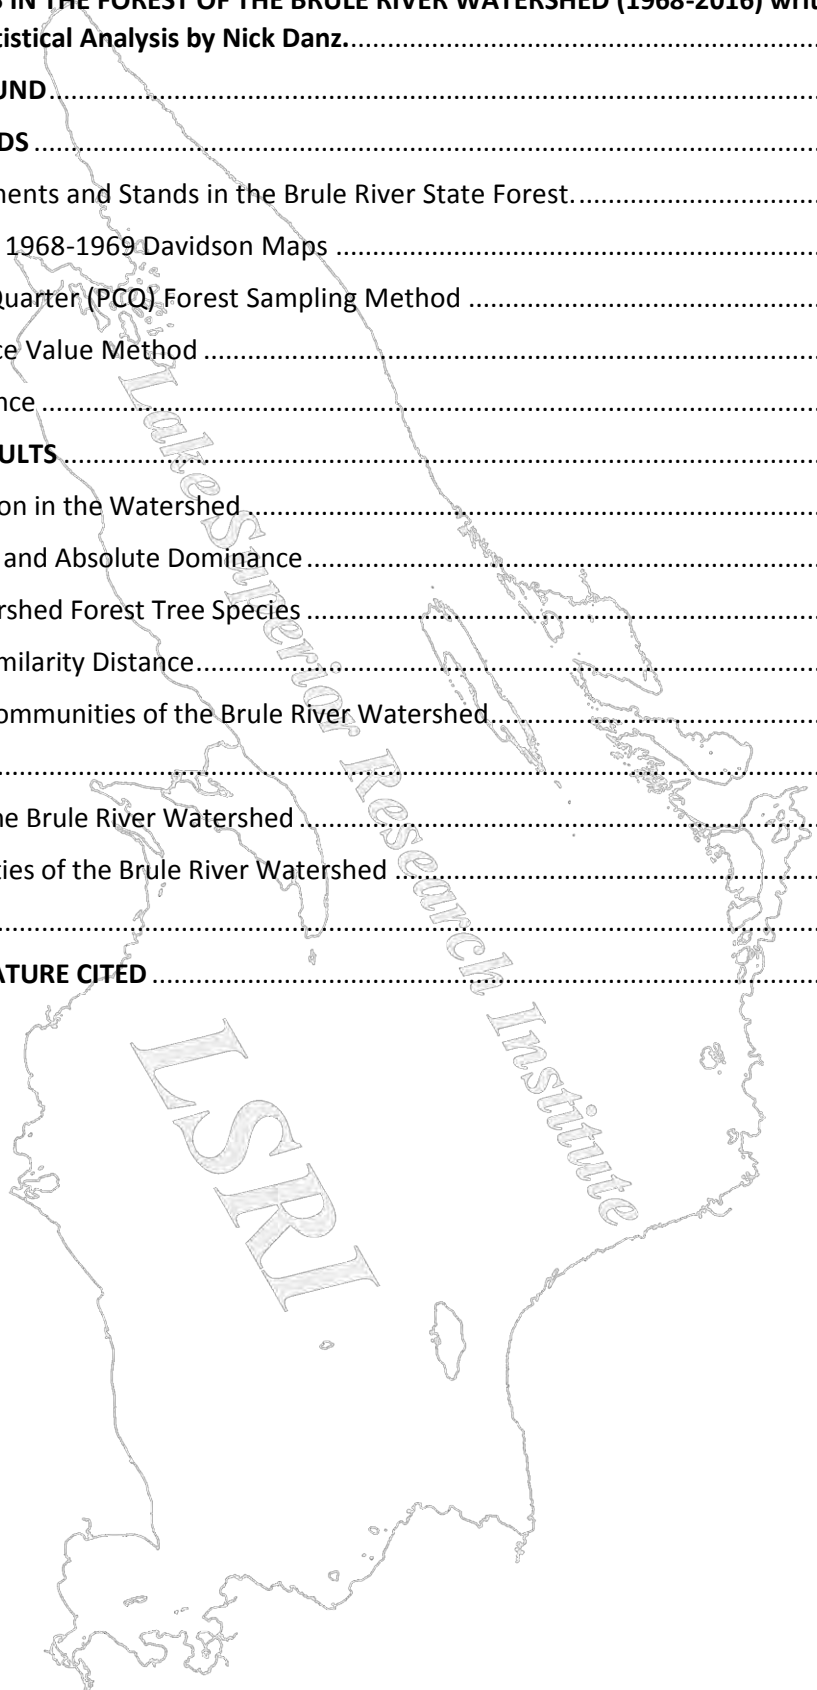 IN THE FOREST OF THE BRULE RIVER WATERSHED (1968-2016)
tistical Analysis by Nick Danz.
UND
DS
ments and Stands in the Brule River State Forest.
1968-1969 Davidson Maps
Quarter (PCQ) Forest Sampling Method
ce Value Method
nce
ULTS
on in the Watershed
and Absolute Dominance
rshed Forest Tree Species
milarity Distance
ommunities of the Brule River Watershed
he Brule River Watershed
ties of the Brule River Watershed
ATURE CITED
Lake Superior Research Institute
LSRI